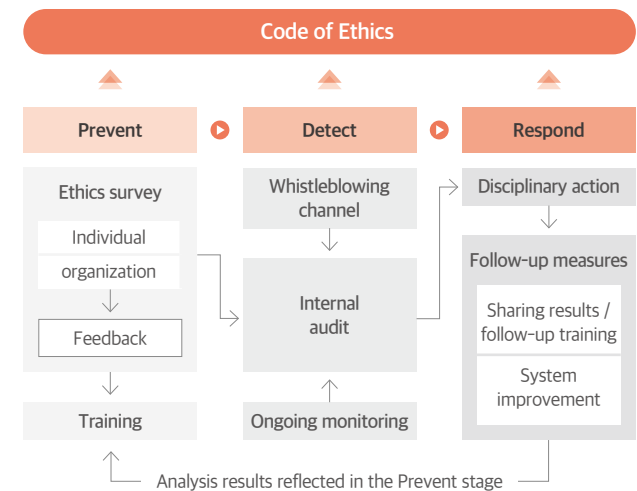 Code of Ethics
Prevent
Detect
Respond
Ethics survey
Individual
organization
Feedback
Training
Whistleblowing
channel
Internal
audit
Ongoing monitoring
Disciplinary action
Follow-up measures
Sharing results /
follow-up training
System
improvement
Analysis results reflected in the Prevent stage